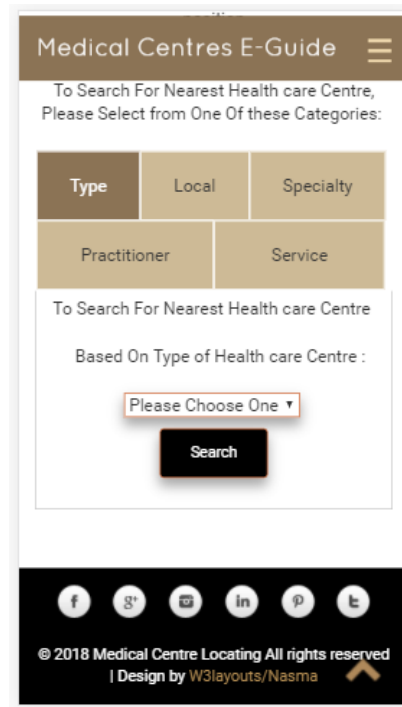 Medical Centres E-Guide
To Search For Nearest Health care Centre,
Please Select from One Of these Categories:
Type Local Specialty
Practitioner Service
To Search For Nearest Health care Centre
Based On Type of Health care Centre :
Please Choose One
Search
© 2018 Medical Centre Locating All rights reserved
| Design by W3layouts/Nasma